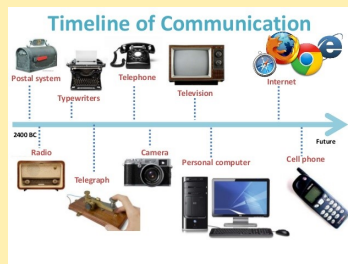 Timeline of Communication
Postal system
Typewriters
Telephone
Television
Internet
2400 BC
Future
Radio
Telegraph
Camera
Personal computer
Cell phone